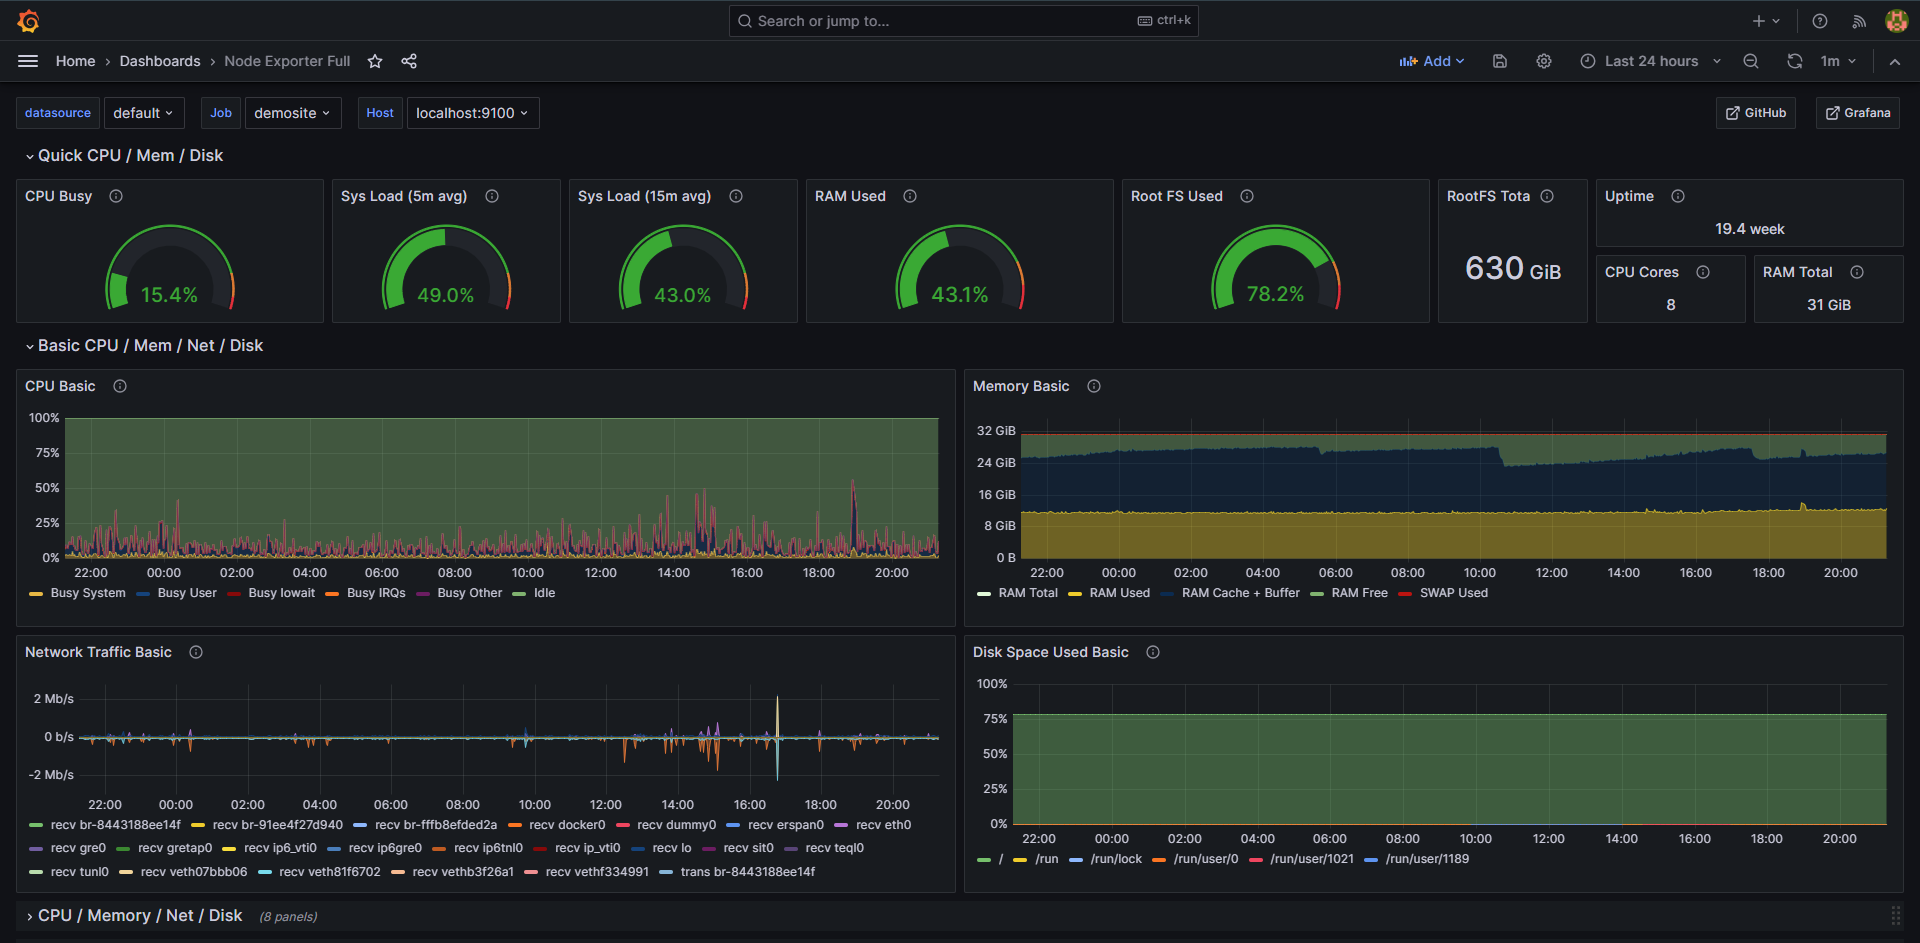 Search or jump to... ctrl+k
Home › Dashboards › Node Exporter Full Add Last 24 hours 1m
datasource default Job demosite Host localhost:9100 GitHub Grafana
Quick CPU / Mem / Disk
CPU Busy
15.4%
Sys Load (5m avg)
49.0%
Sys Load (15m avg)
43.0%
RAM Used
43.1%
Root FS Used
78.2%
RootFS Tota
630 GiB
Uptime
19.4 week
CPU Cores
8
RAM Total
31 GiB
Basic CPU / Mem / Net / Disk
CPU Basic
100%
75%
50%
25%
0%
22:00 00:00 02:00 04:00 06:00 08:00 10:00 12:00 14:00 16:00 18:00 20:00
Busy System Busy User Busy Iowait Busy IRQs Busy Other Idle
Memory Basic
32 GiB
24 GiB
16 GiB
8 GiB
0 B
22:00 00:00 02:00 04:00 06:00 08:00 10:00 12:00 14:00 16:00 18:00 20:00
RAM Total RAM Used RAM Cache + Buffer RAM Free SWAP Used
Network Traffic Basic
2 Mb/s
0 b/s
-2 Mb/s
22:00 00:00 02:00 04:00 06:00 08:00 10:00 12:00 14:00 16:00 18:00 20:00
recv br-8443188ee14f recv br-91ee4f27d940 recv br-fffb8efded2a recv docker0 recv dummy0 recv erspan0 recv eth0
recv gre0 recv gretap0 recv ip6_vti0 recv ip6gre0 recv ip6tnl0 recv ip_vti0 recv lo recv sit0 recv teql0
recv tunl0 recv veth07bbb06 recv veth81f6702 recv vethb3f26a1 recv vethf334991 trans br-8443188ee14f
Disk Space Used Basic
100%
75%
50%
25%
0%
22:00 00:00 02:00 04:00 06:00 08:00 10:00 12:00 14:00 16:00 18:00 20:00
/ /run /run/lock /run/user/0 /run/user/1021 /run/user/1189
CPU / Memory / Net / Disk (8 panels)